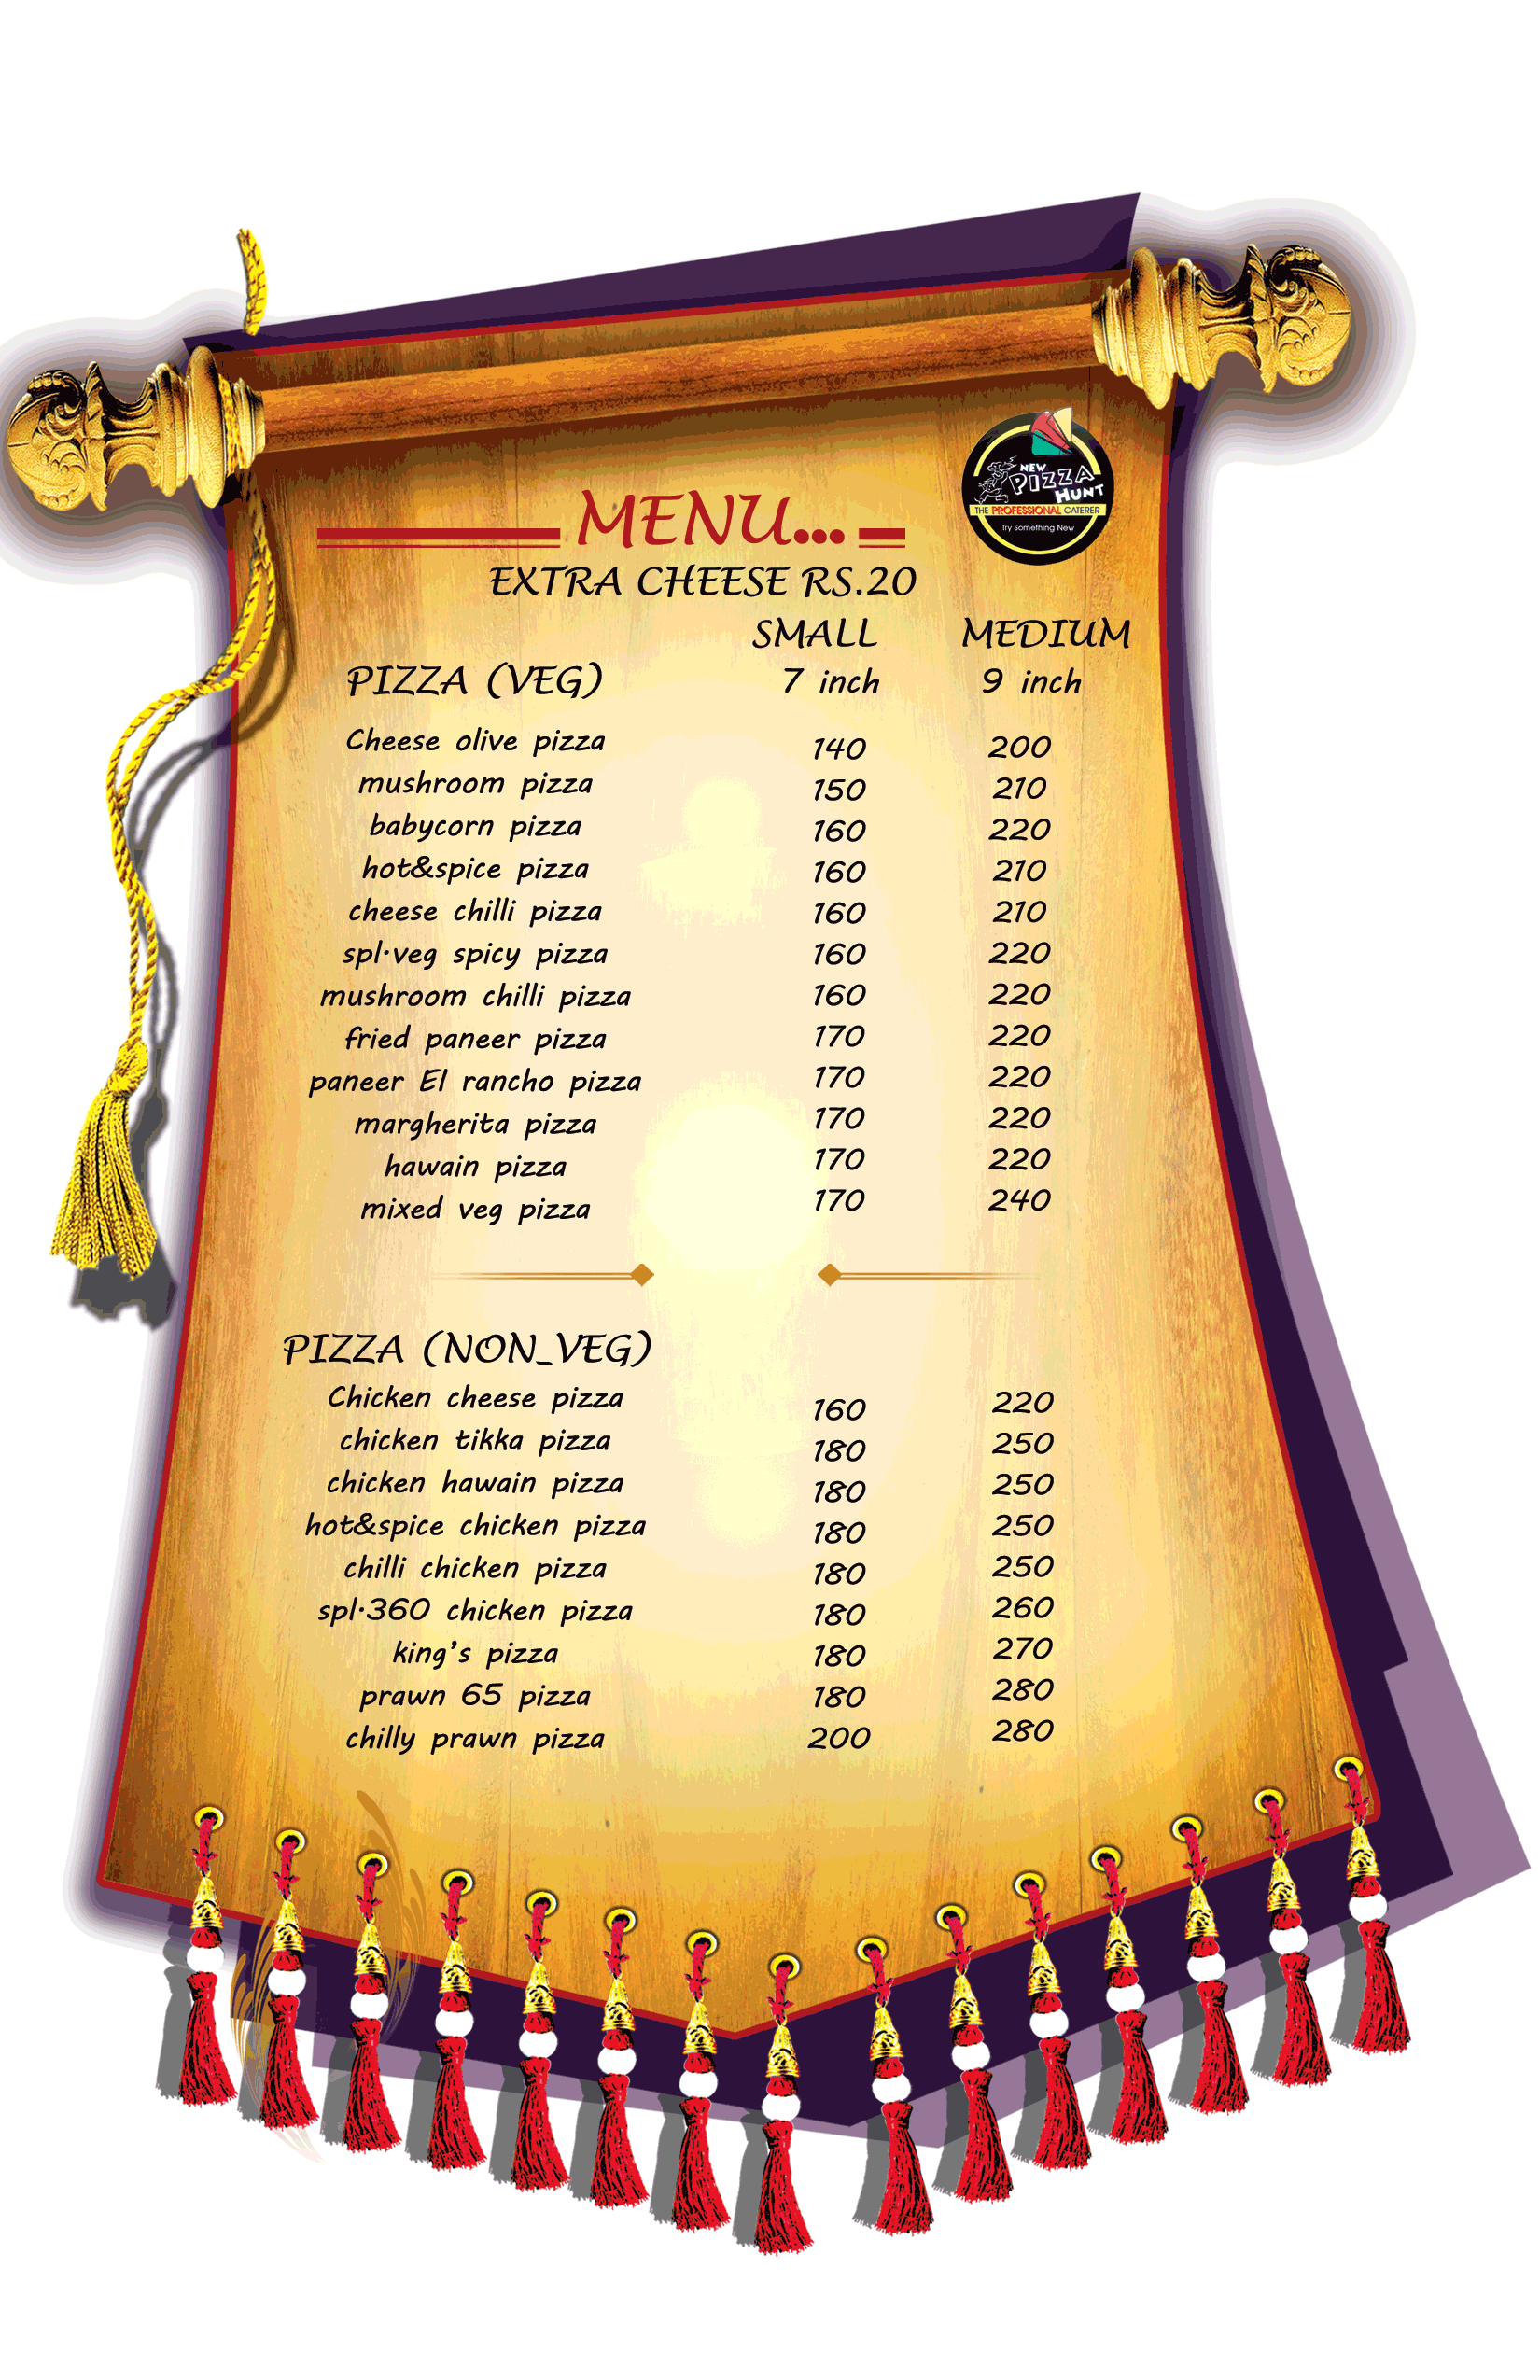 NEW
PIZZA
HUNT
THE PROFESSIONAL CATERER
Try Something New
MENU...
EXTRA CHEESE RS.20
SMALL MEDIUM
PIZZA (VEG) 7 inch 9 inch
Cheese olive pizza 140 200
mushroom pizza 150 210
babycorn pizza 160 220
hot&spice pizza 160 210
cheese chilli pizza 160 210
spl·veg spicy pizza 160 220
mushroom chilli pizza 160 220
fried paneer pizza 170 220
paneer El rancho pizza 170 220
margherita pizza 170 220
hawain pizza 170 220
mixed veg pizza 170 240
PIZZA (NON_VEG)
Chicken cheese pizza 160 220
chicken tikka pizza 180 250
chicken hawain pizza 180 250
hot&spice chicken pizza 180 250
chilli chicken pizza 180 250
spl·360 chicken pizza 180 260
king's pizza 180 270
prawn 65 pizza 180 280
chilly prawn pizza 200 280